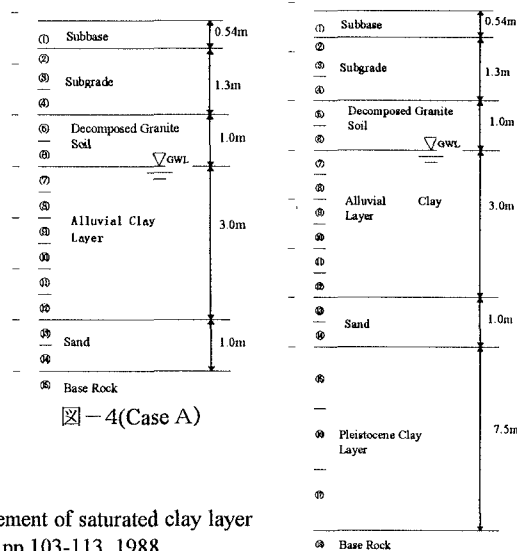 ① Subbase 0.54m
②
③ Subgrade 1.3m
④
⑤ Decomposed Granite
Soil 1.0m
⑥ GWL
⑦
⑧
⑨ Alluvial Clay
Layer 3.0m
⑩
⑪
⑫
⑬ Sand 1.0m
⑭
⑮ Base Rock
図－4(Case A)
ement of saturated clay layer
pp.103-113, 1988
① Subbase 0.54m
②
③ Subgrade 1.3m
④
⑤ Decomposed Granite
Soil 1.0m
⑥ GWL
⑦
⑧ Alluvial Clay
⑨ Layer 3.0m
⑩
⑪
⑫
⑬ Sand 1.0m
⑭
⑮
⑯ Pleistocene Clay 7.5m
Layer
⑰
⑱ Base Rock